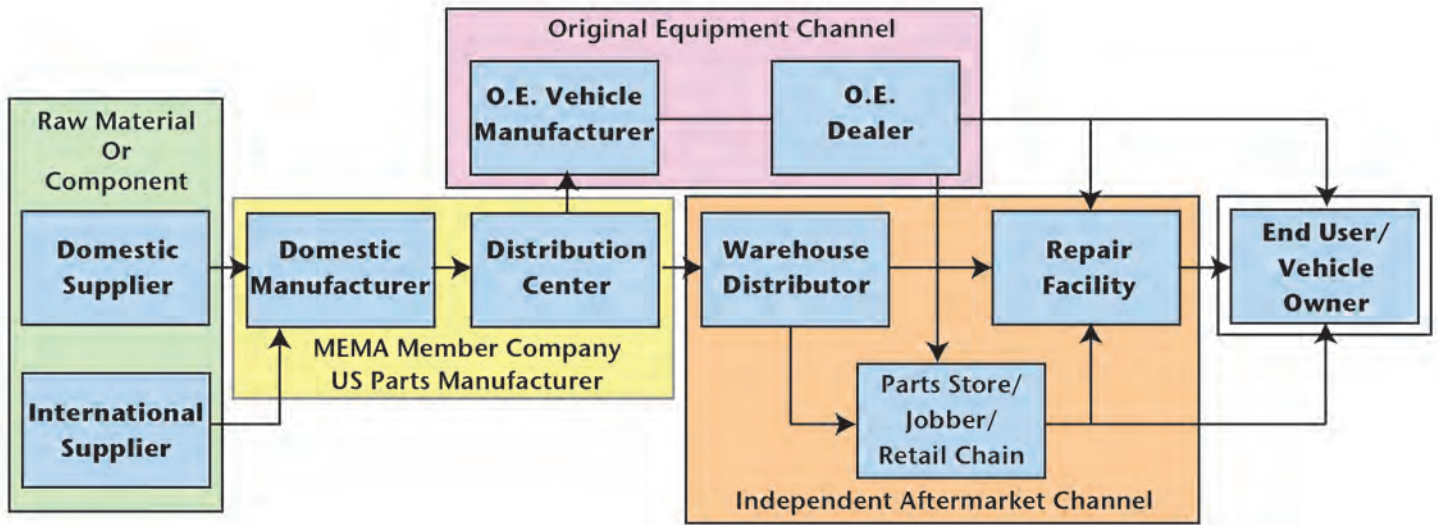 Original Equipment Channel
O.E. Vehicle
Manufacturer
O.E.
Dealer
Raw Material
Or
Component
Domestic
Supplier
International
Supplier
Domestic
Manufacturer
Distribution
Center
MEMA Member Company
US Parts Manufacturer
Warehouse
Distributor
Repair
Facility
Parts Store/
Jobber/
Retail Chain
Independent Aftermarket Channel
End User/
Vehicle
Owner